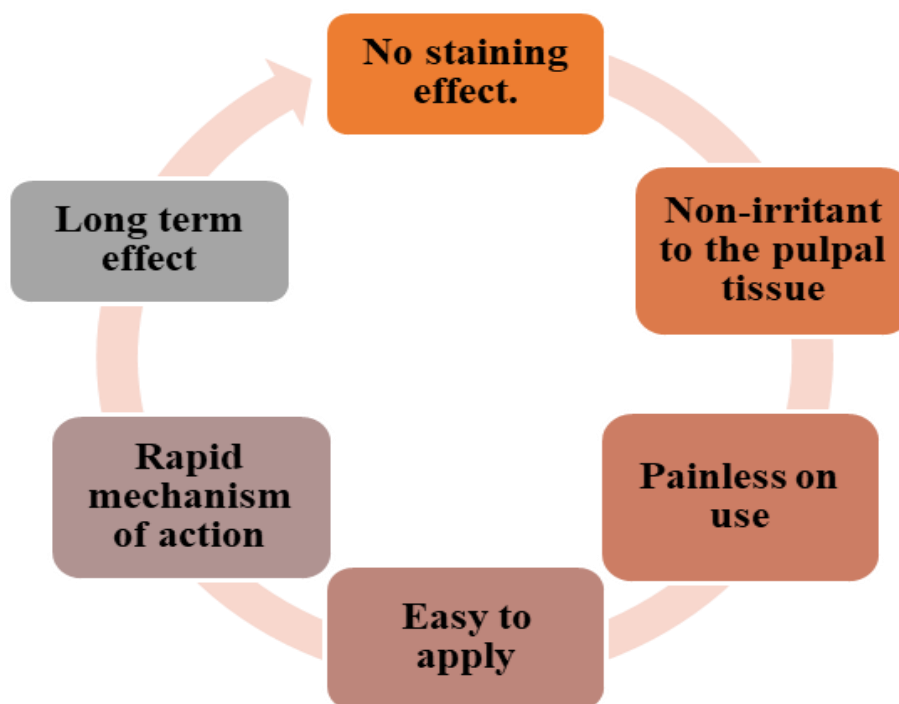 No staining
effect.
Non-irritant
to the pulpal
tissue
Painless on
use
Easy to
apply
Rapid
mechanism
of action
Long term
effect